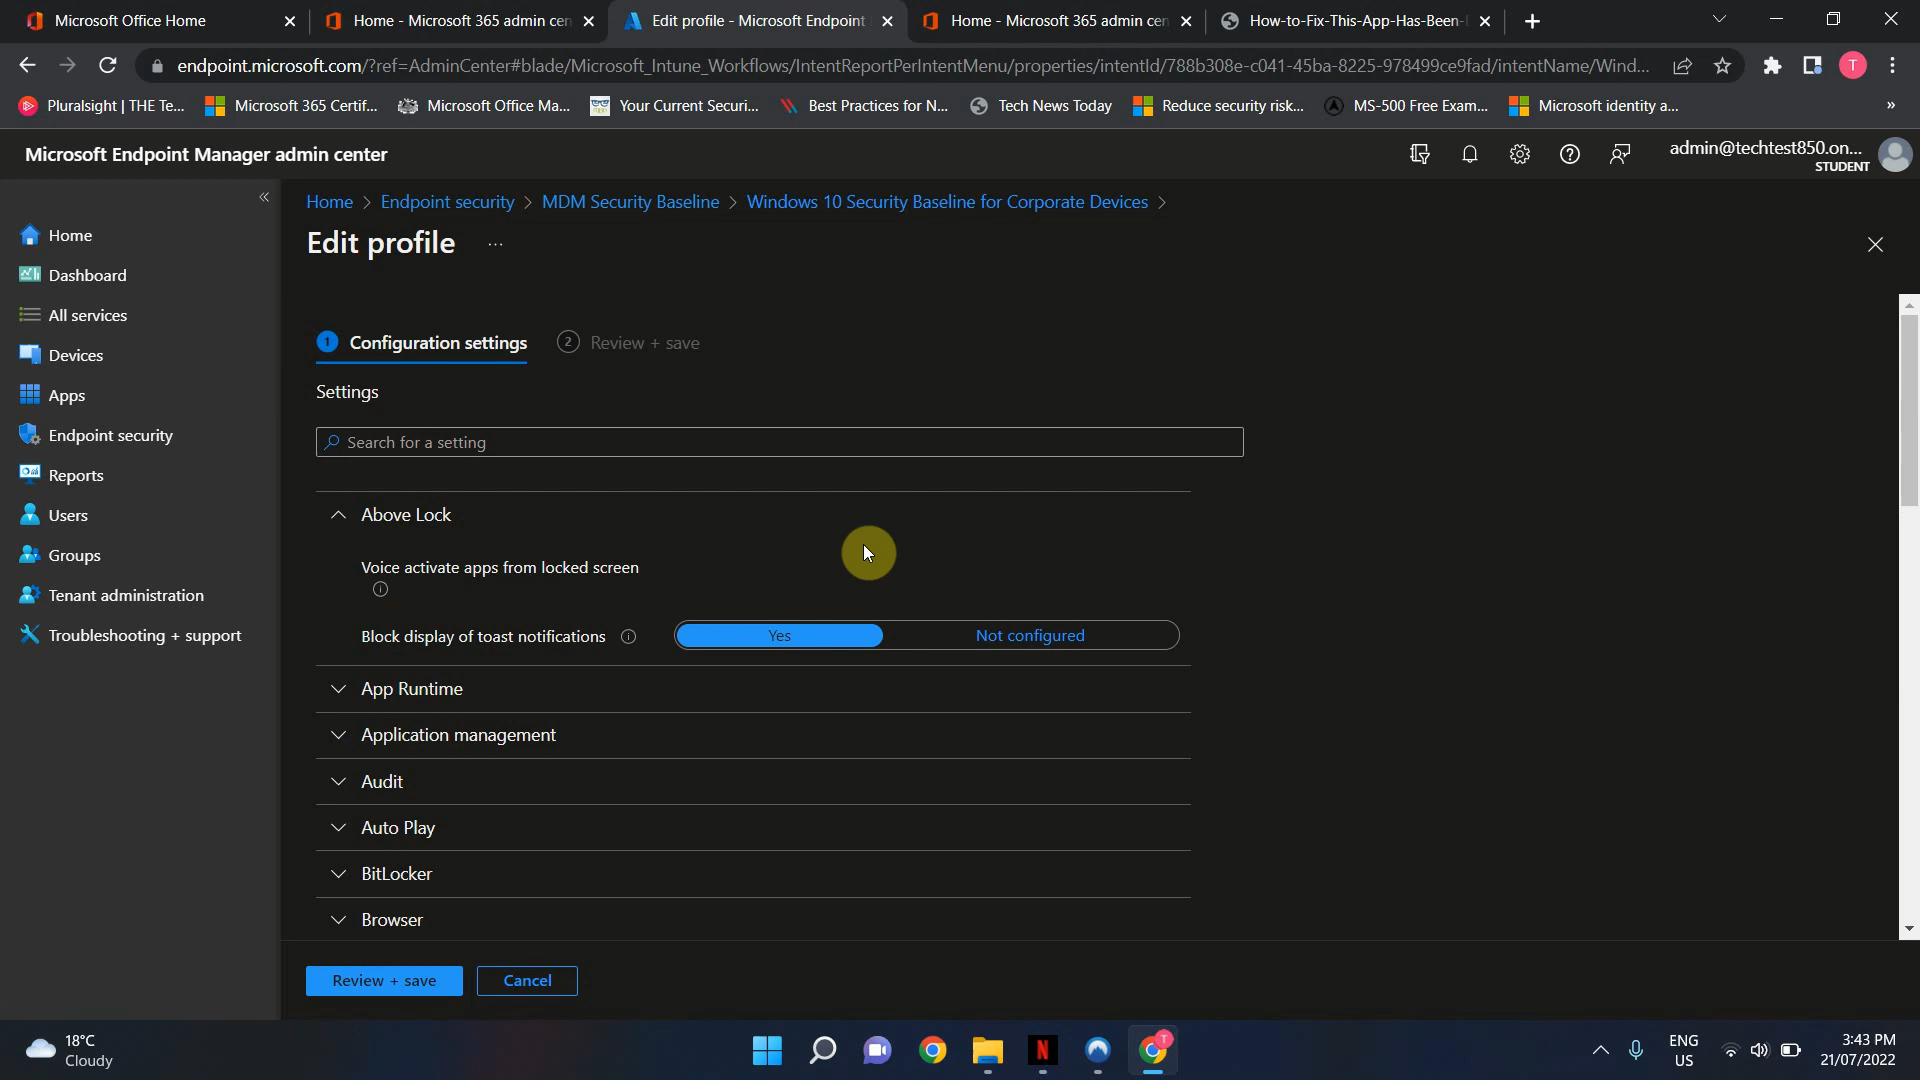 Microsoft Office Home
Home - Microsoft 365 admin cen
Edit profile - Microsoft Endpoint
Home - Microsoft 365 admin cen
How-to-Fix-This-App-Has-Been-
endpoint.microsoft.com/?ref=AdminCenter#blade/Microsoft_Intune_Workflows/IntentReportPerIntentMenu/properties/intentId/788b308e-c041-45ba-8225-978499ce9fad/intentName/Wind...
T
Pluralsight | THE Te...
Microsoft 365 Certif...
Microsoft Office Ma...
Your Current Securi...
Best Practices for N...
Tech News Today
Reduce security risk...
MS-500 Free Exam...
Microsoft identity a...
»
Microsoft Endpoint Manager admin center
admin@techtest850.on...
STUDENT
Home
Dashboard
All services
Devices
Apps
Endpoint security
Reports
Users
Groups
Tenant administration
Troubleshooting + support
Home > Endpoint security > MDM Security Baseline > Windows 10 Security Baseline for Corporate Devices >
Edit profile ...
1 Configuration settings
2 Review + save
Settings
Search for a setting
Above Lock
Voice activate apps from locked screen
Block display of toast notifications
Yes
Not configured
App Runtime
Application management
Audit
Auto Play
BitLocker
Browser
Review + save
Cancel
18°C
Cloudy
N
T
ENG
US
3:43 PM
21/07/2022